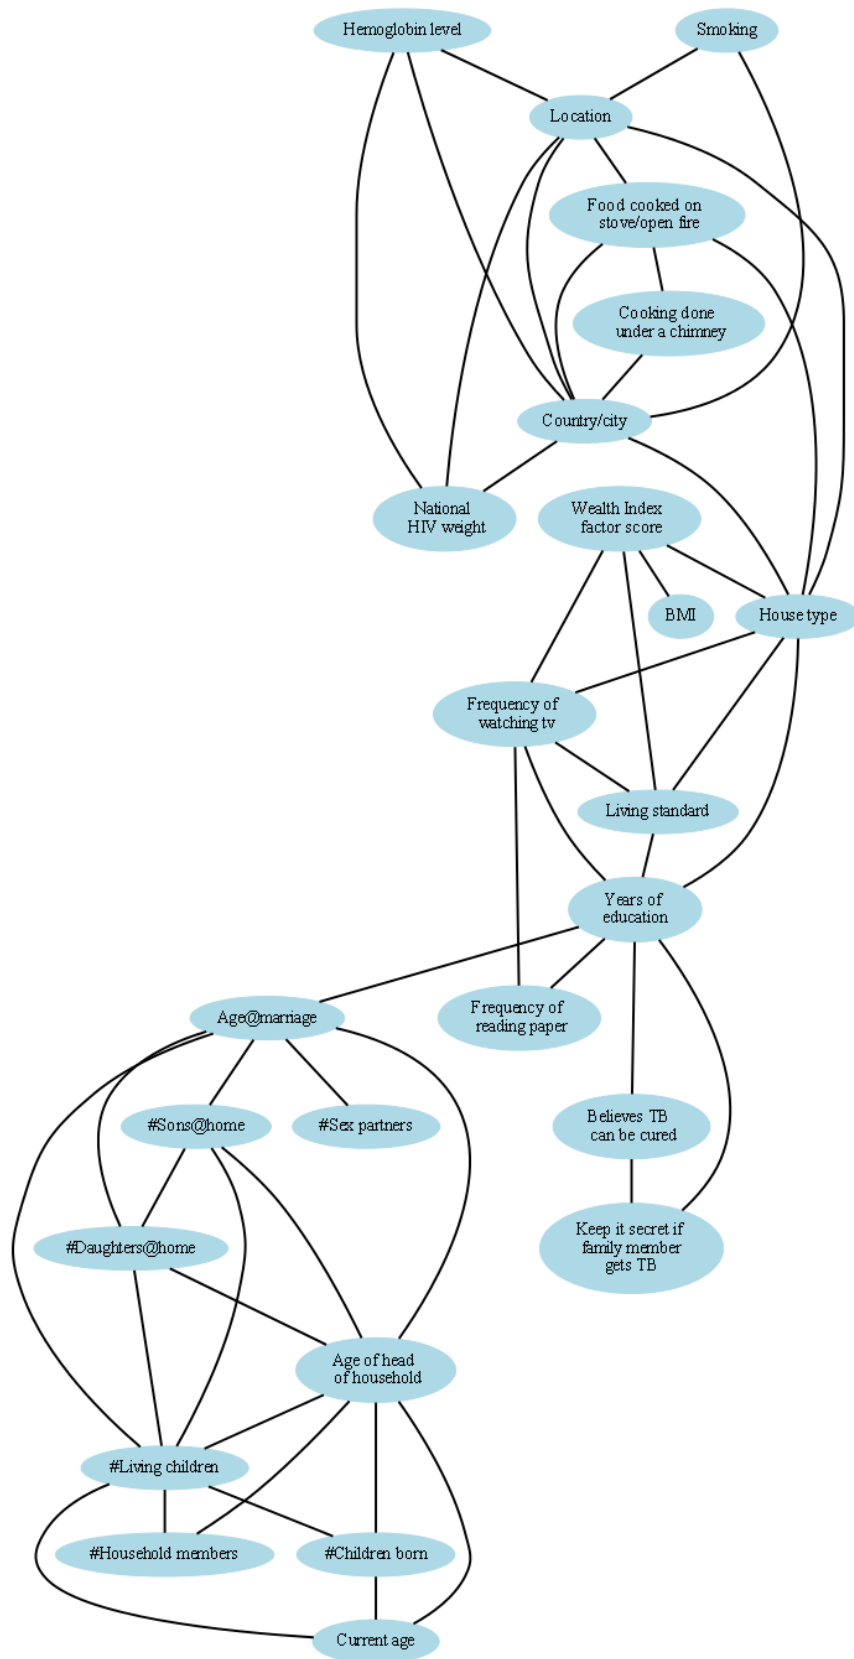 Hemoglobin level
Smoking
Location
Food cooked on
stove/open fire
Cooking done
under a chimney
Country/city
National
HIV weight
Wealth Index
factor score
BMI
House type
Frequency of
watching tv
Living standard
Years of
education
Age@marriage
Frequency of
reading paper
#Sons@home
#Sex partners
Believes TB
can be cured
#Daughters@home
Keep it secret if
family member
gets TB
Age of head
of household
#Living children
#Household members
#Children born
Current age